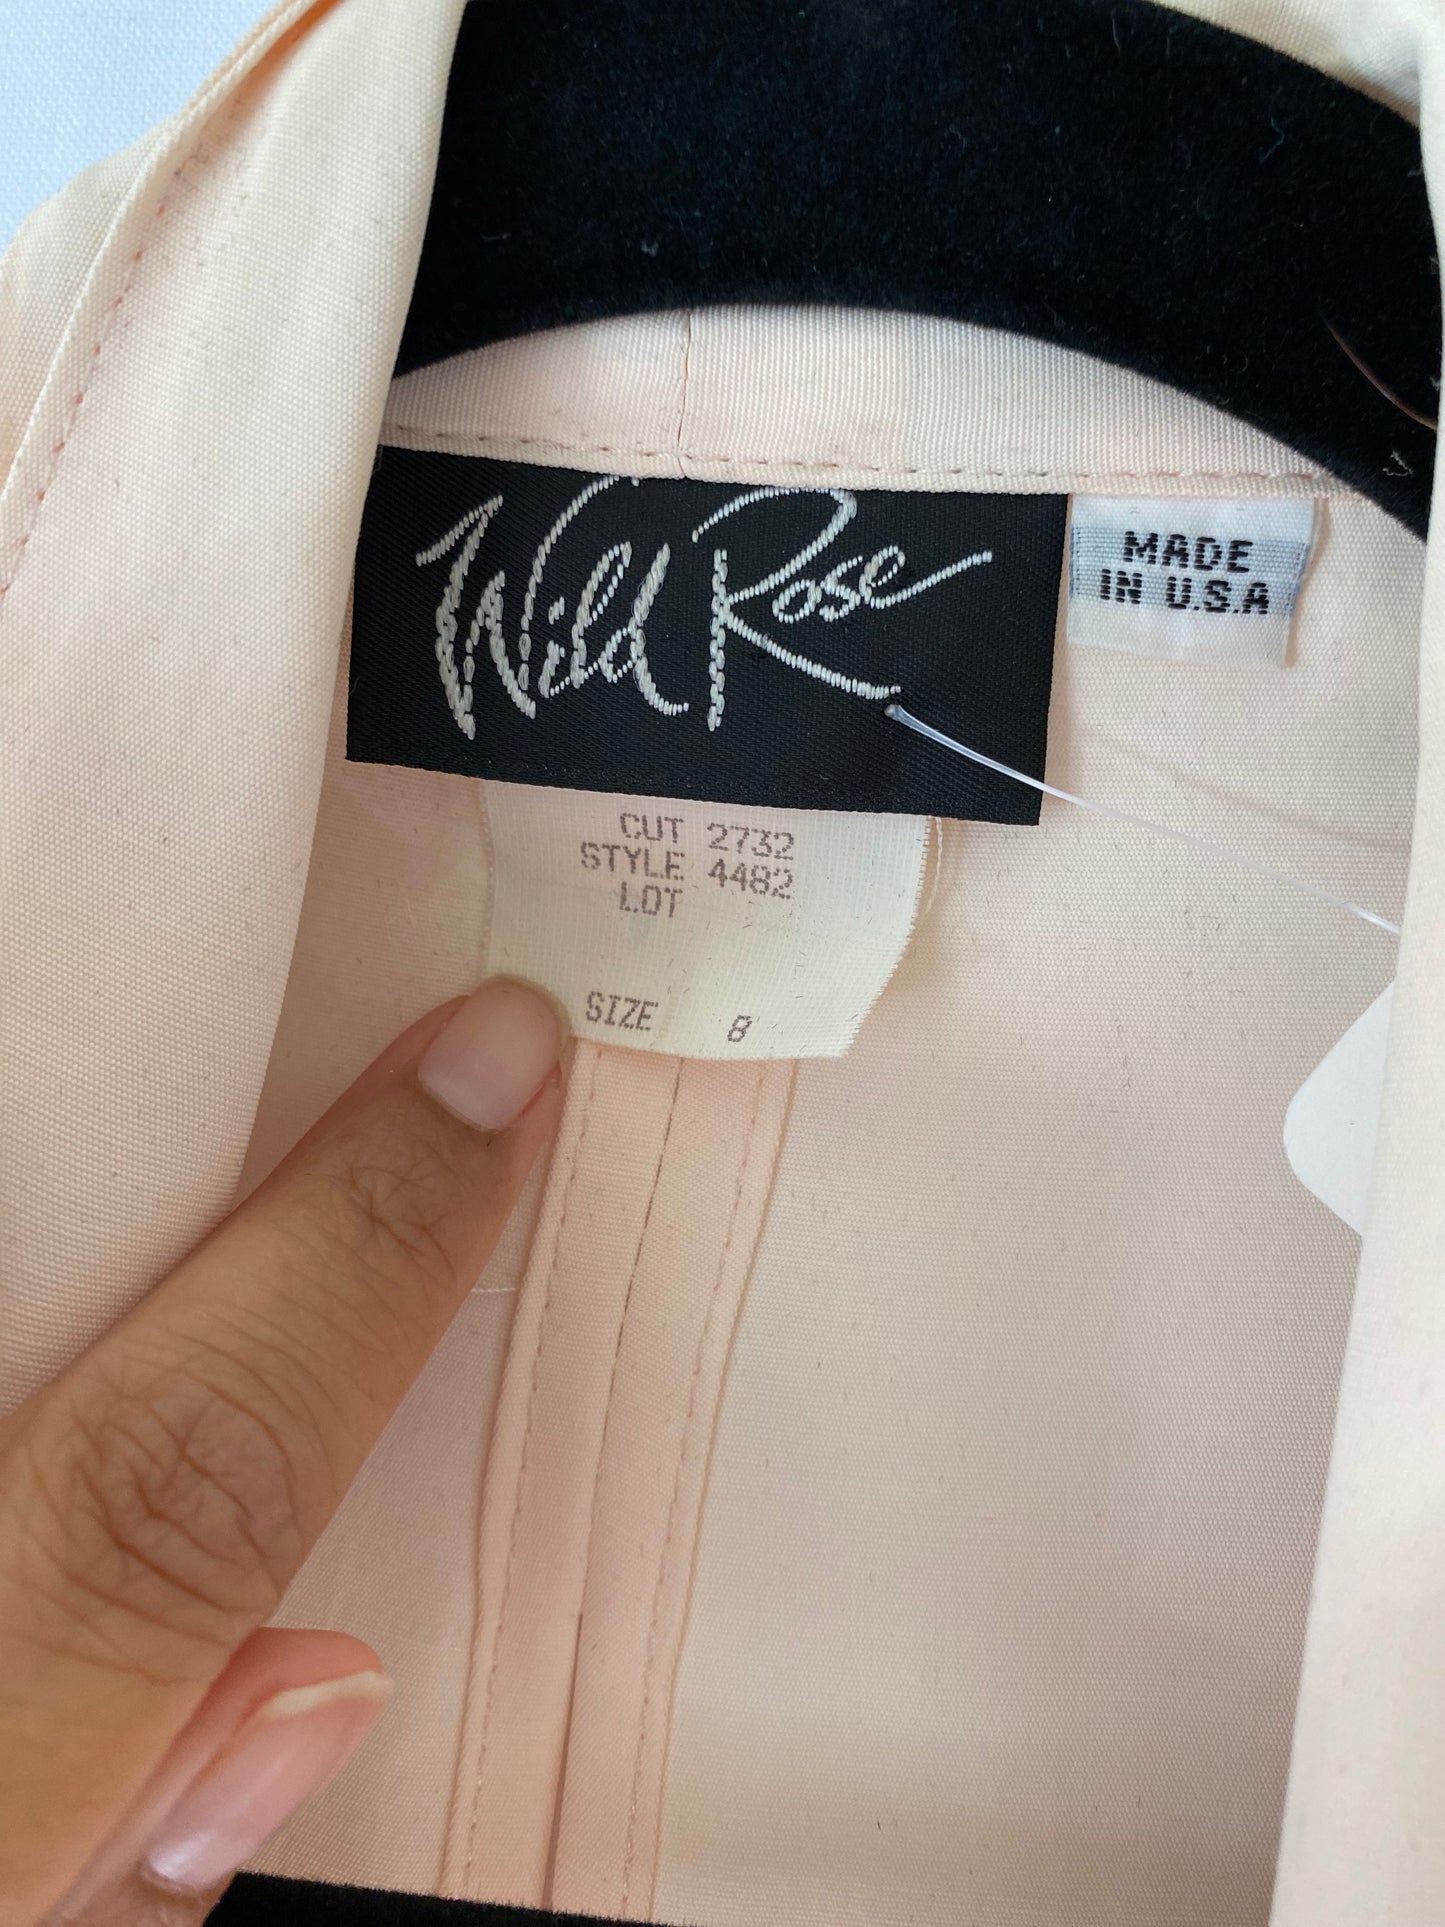 Wild Rose
MADE
IN U.S.A
CUT 2732
STYLE 4482
LOT
SIZE 8